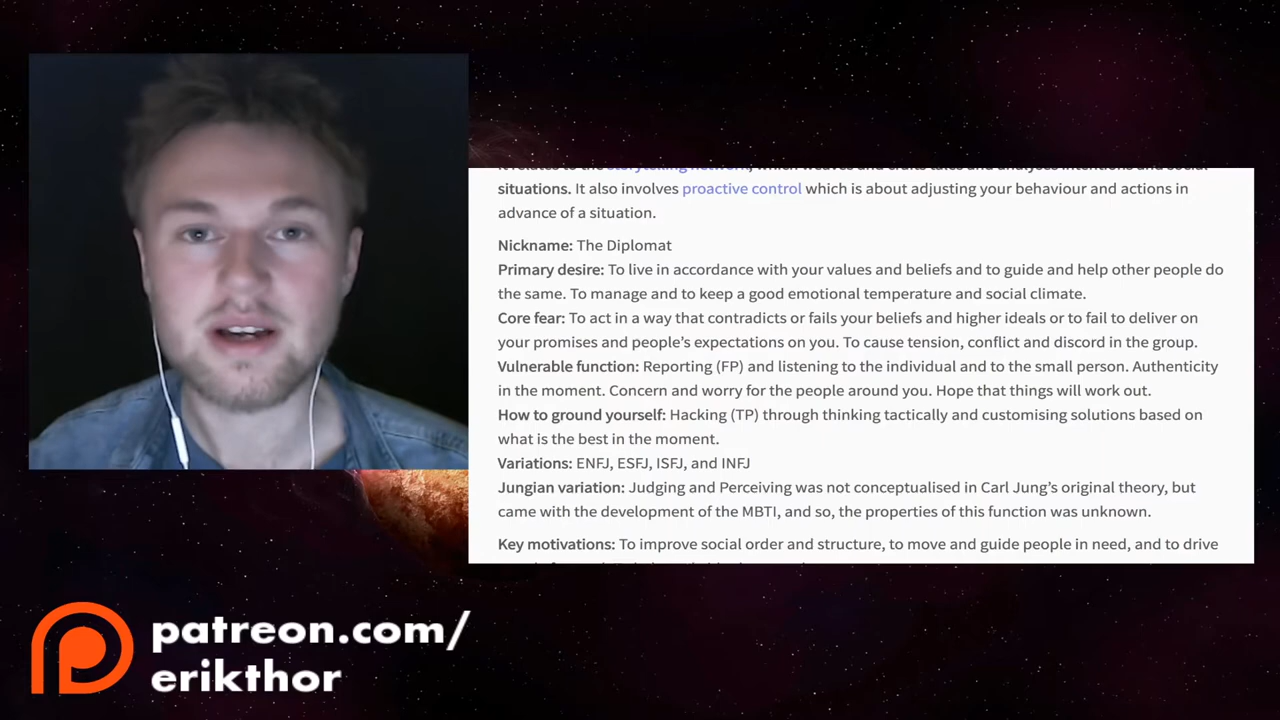 situations. It also involves proactive control which is about adjusting your behaviour and actions in
advance of a situation.
Nickname: The Diplomat
Primary desire: To live in accordance with your values and beliefs and to guide and help other people do
the same. To manage and to keep a good emotional temperature and social climate.
Core fear: To act in a way that contradicts or fails your beliefs and higher ideals or to fail to deliver on
your promises and people’s expectations on you. To cause tension, conflict and discord in the group.
Vulnerable function: Reporting (FP) and listening to the individual and to the small person. Authenticity
in the moment. Concern and worry for the people around you. Hope that things will work out.
How to ground yourself: Hacking (TP) through thinking tactically and customising solutions based on
what is the best in the moment.
Variations: ENFJ, ESFJ, ISFJ, and INFJ
Jungian variation: Judging and Perceiving was not conceptualised in Carl Jung’s original theory, but
came with the development of the MBTI, and so, the properties of this function was unknown.
Key motivations: To improve social order and structure, to move and guide people in need, and to drive
patreon.com/
erikthor